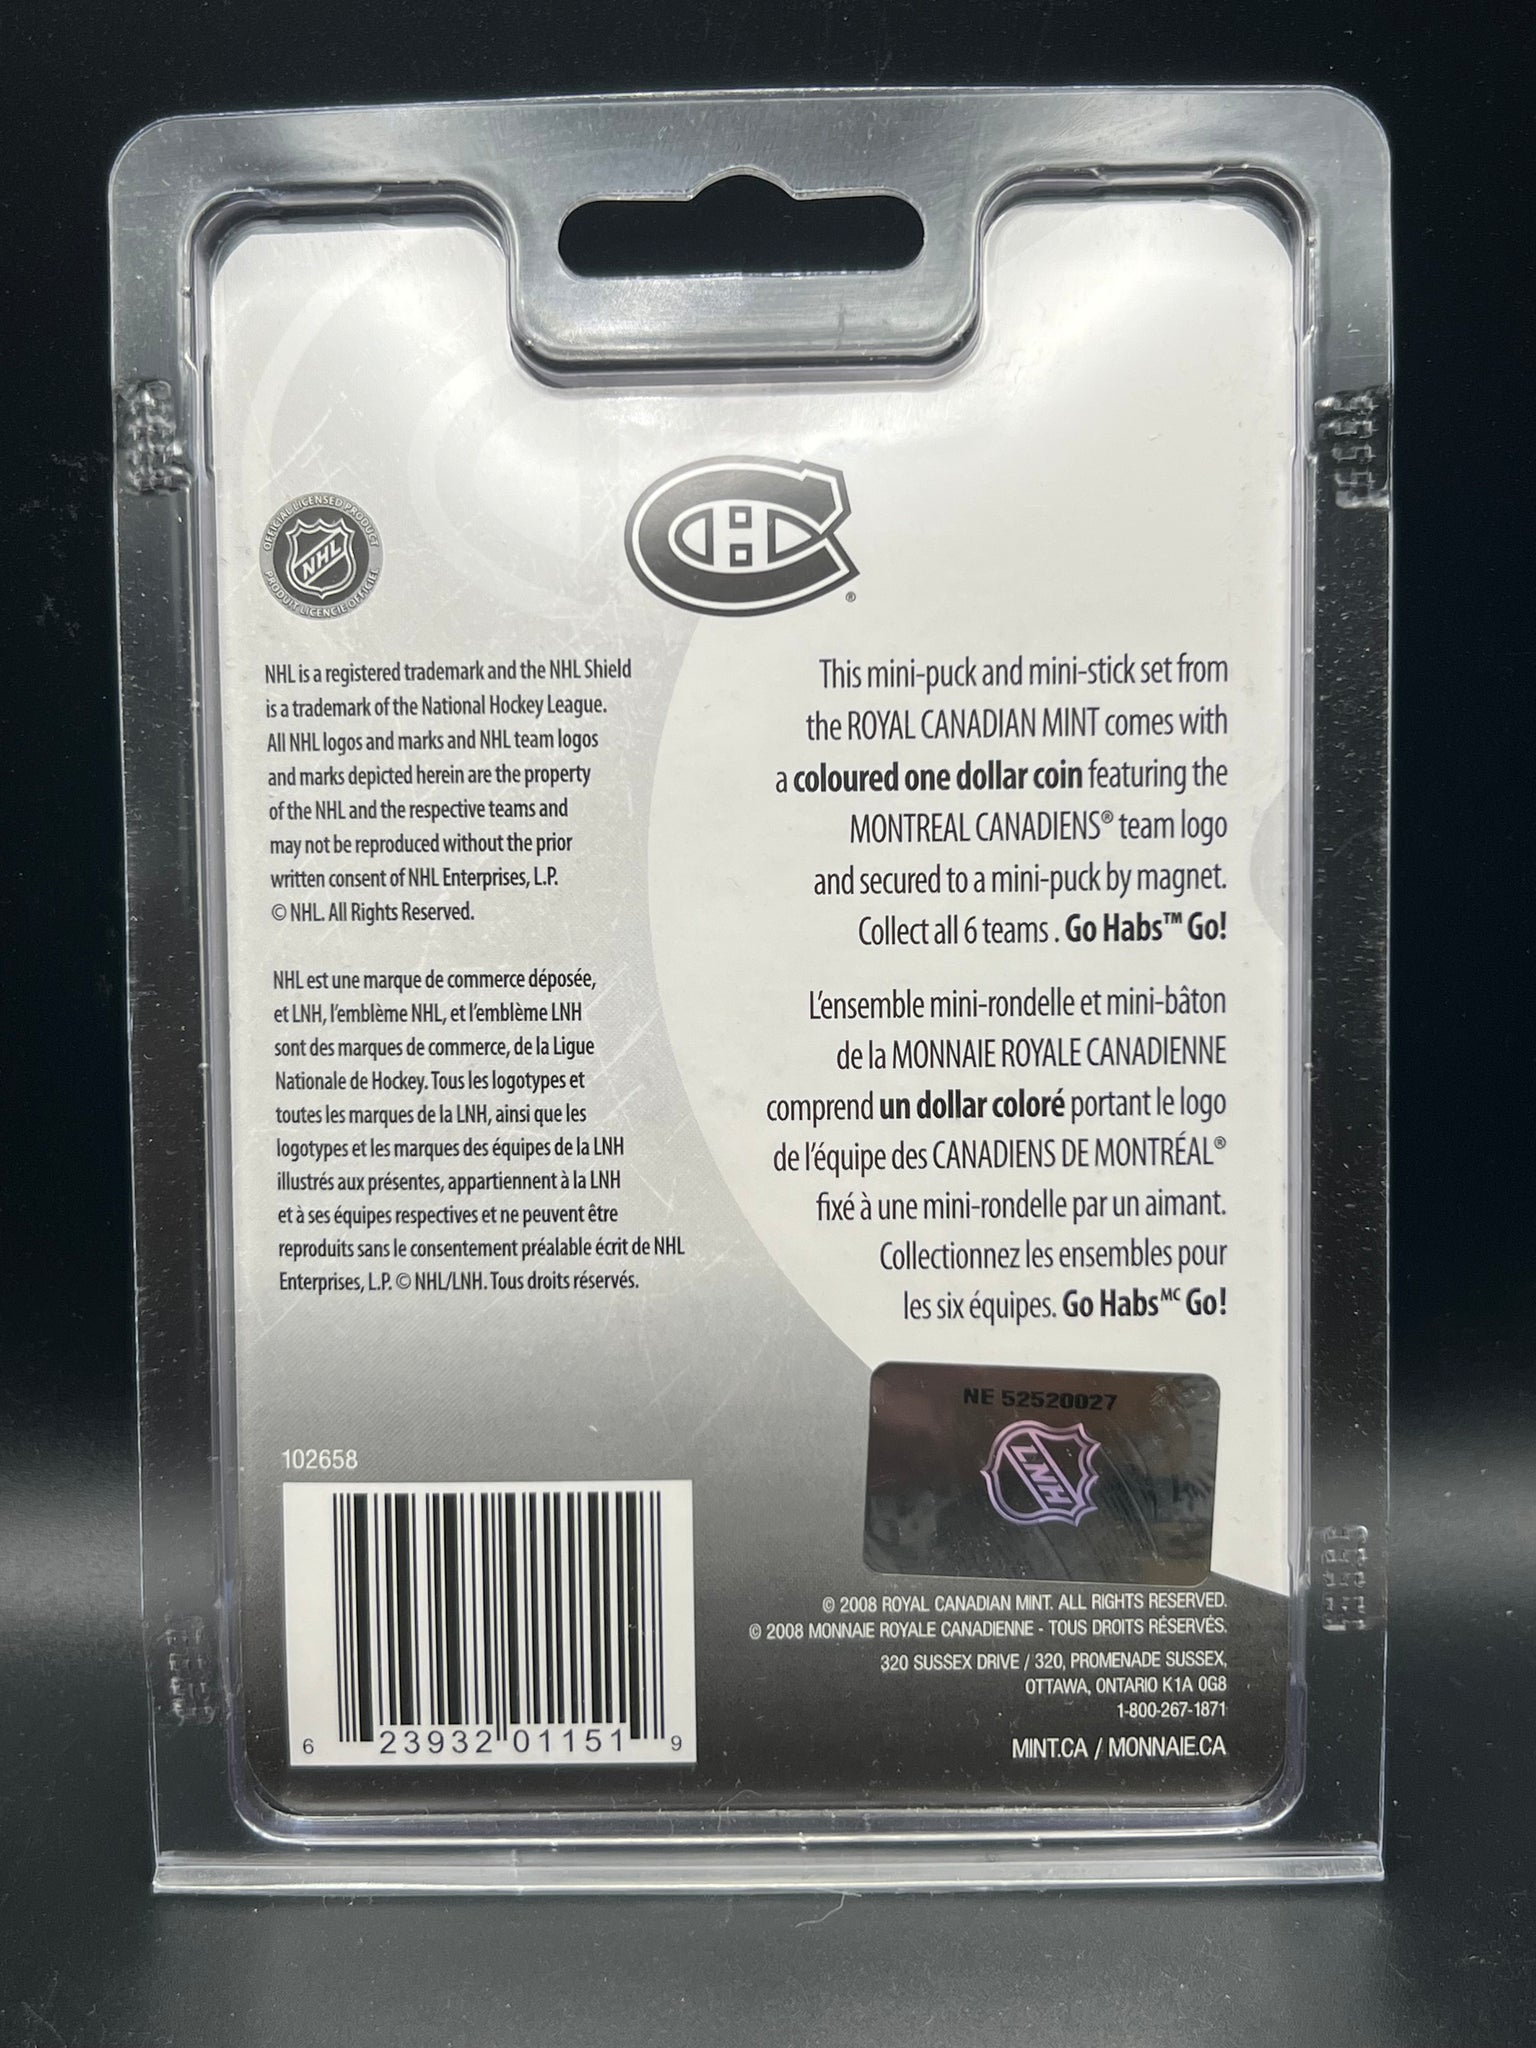 OFFICIAL LICENSED PRODUCT
NHL
PRODUIT LICENCIÉ OFFICIEL
®
NHL is a registered trademark and the NHL Shield
is a trademark of the National Hockey League.
All NHL logos and marks and NHL team logos
and marks depicted herein are the property
of the NHL and the respective teams and
may not be reproduced without the prior
written consent of NHL Enterprises, L.P.
© NHL. All Rights Reserved.
NHL est une marque de commerce déposée,
et LNH, l'emblème NHL, et l'emblème LNH
sont des marques de commerce, de la Ligue
Nationale de Hockey. Tous les logotypes et
toutes les marques de la LNH, ainsi que les
logotypes et les marques des équipes de la LNH
illustrés aux présentes, appartiennent à la LNH
et à ses équipes respectives et ne peuvent être
reproduits sans le consentement préalable écrit de NHL
Enterprises, L.P. © NHL/LNH. Tous droits réservés.
This mini-puck and mini-stick set from
the ROYAL CANADIAN MINT comes with
a coloured one dollar coin featuring the
MONTREAL CANADIENS® team logo
and secured to a mini-puck by magnet.
Collect all 6 teams . Go Habs™ Go!
L'ensemble mini-rondelle et mini-bâton
de la MONNAIE ROYALE CANADIENNE
comprend un dollar coloré portant le logo
de l'équipe des CANADIENS DE MONTRÉAL®
fixé à une mini-rondelle par un aimant.
Collectionnez les ensembles pour
les six équipes. Go Habs MC Go!
NE 52520027
LNH
102658
6 23932 01151 9
© 2008 ROYAL CANADIAN MINT. ALL RIGHTS RESERVED.
© 2008 MONNAIE ROYALE CANADIENNE - TOUS DROITS RÉSERVÉS.
320 SUSSEX DRIVE / 320, PROMENADE SUSSEX,
OTTAWA, ONTARIO K1A 0G8
1-800-267-1871
MINT.CA / MONNAIE.CA